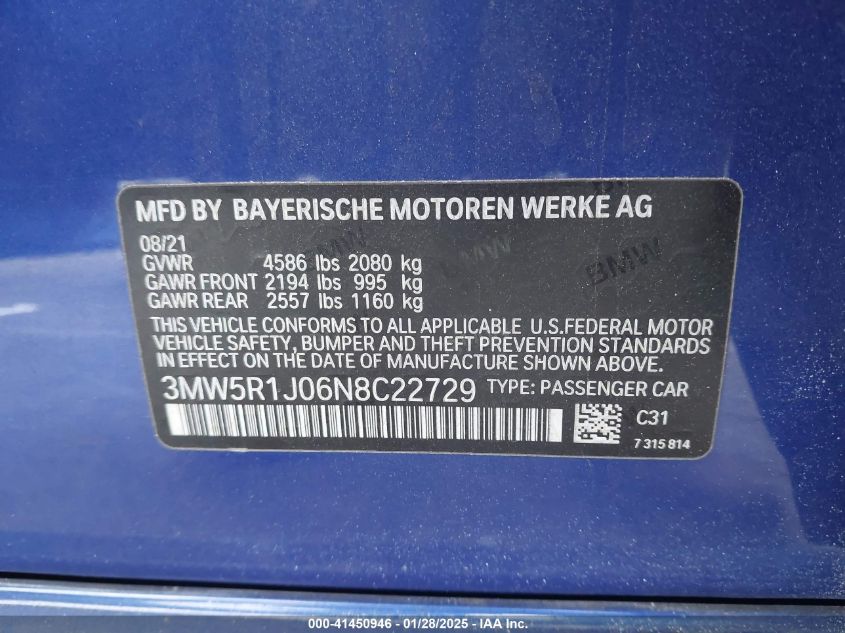 MFD BY BAYERISCHE MOTOREN WERKE AG
08/21
GVWR 4586 lbs 2080 kg
GAWR FRONT 2194 lbs 995 kg
GAWR REAR 2557 lbs 1160 kg
THIS VEHICLE CONFORMS TO ALL APPLICABLE U.S.FEDERAL MOTOR
VEHICLE SAFETY, BUMPER AND THEFT PREVENTION STANDARDS
IN EFFECT ON THE DATE OF MANUFACTURE SHOWN ABOVE.
3MW5R1J06N8C22729 TYPE: PASSENGER CAR
C31
7 315 814
BMW
BMW
BMW
000-41450946 - 01/28/2025 - IAA Inc.